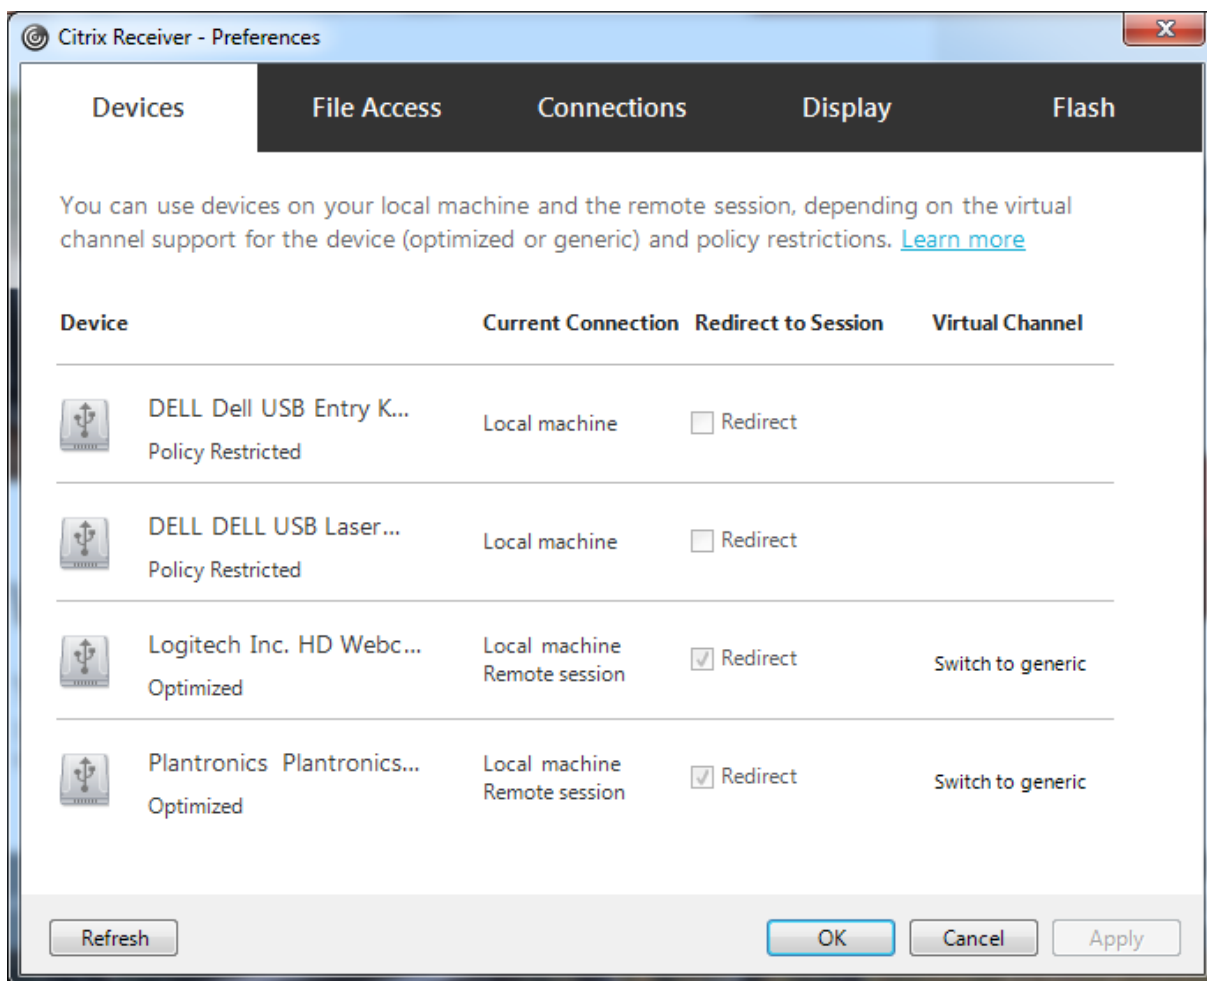 Citrix Receiver - Preferences
Devices File Access Connections Display Flash
You can use devices on your local machine and the remote session, depending on the virtual
channel support for the device (optimized or generic) and policy restrictions. Learn more
Device Current Connection Redirect to Session Virtual Channel
DELL Dell USB Entry K...
Policy Restricted
Local machine
Redirect
DELL DELL USB Laser...
Policy Restricted
Local machine
Redirect
Logitech Inc. HD Webc...
Optimized
Local machine
Remote session
Redirect
Switch to generic
Plantronics Plantronics...
Optimized
Local machine
Remote session
Redirect
Switch to generic
Refresh OK Cancel Apply